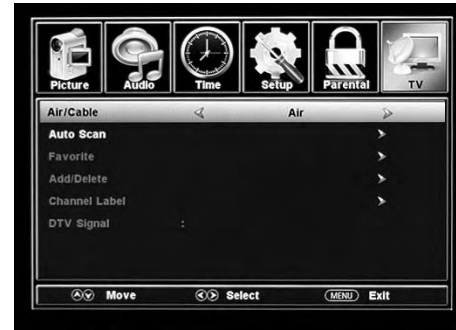 Picture Audio Time Setup Parental TV
Air/Cable Air
Auto Scan
Favorite
Add/Delete
Channel Label
DTV Signal :
Move Select MENU Exit